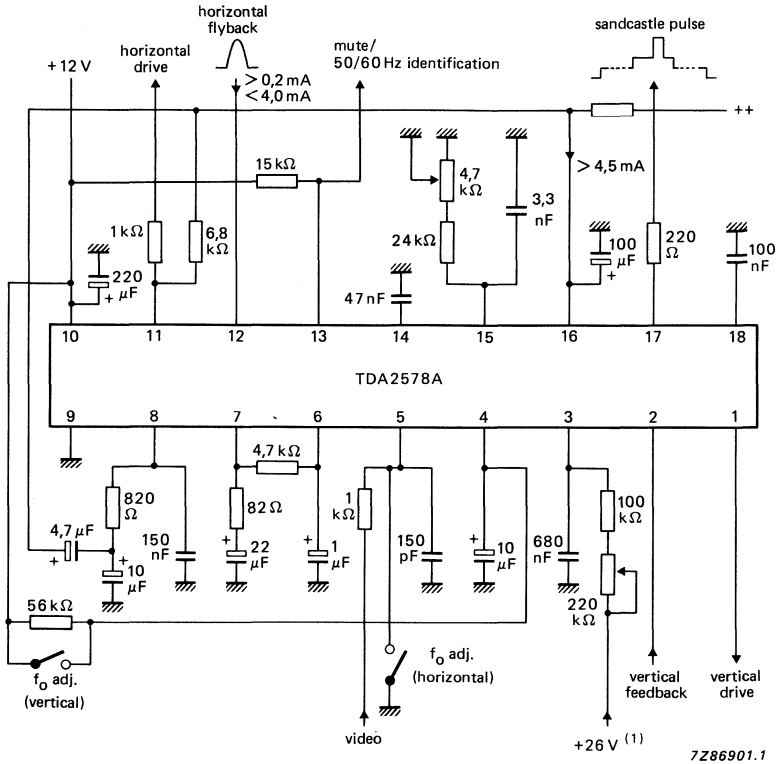 horizontal
flyback
sandcastle pulse
horizontal
drive
mute/
50/60 Hz identification
+12 V
> 0,2 mA
< 4,0 mA
++
15 kΩ
> 4,5 mA
4,7
kΩ
3,3
nF
1 kΩ
6,8
kΩ
24 kΩ
100
µF
+
220
Ω
100
nF
220
µF
+
47 nF
10
11
12
13
14
15
16
17
18
TDA2578A
9
8
7
6
5
4
3
2
1
4,7 kΩ
820
Ω
82 Ω
1
kΩ
100
kΩ
4,7 µF
+
150
nF
+
22
µF
+
1
µF
150
pF
+
10
µF
680
nF
+
10
µF
220
kΩ
56 kΩ
fo adj.
(vertical)
fo adj.
(horizontal)
vertical
feedback
vertical
drive
video
+26 V (1)
7Z86901.1